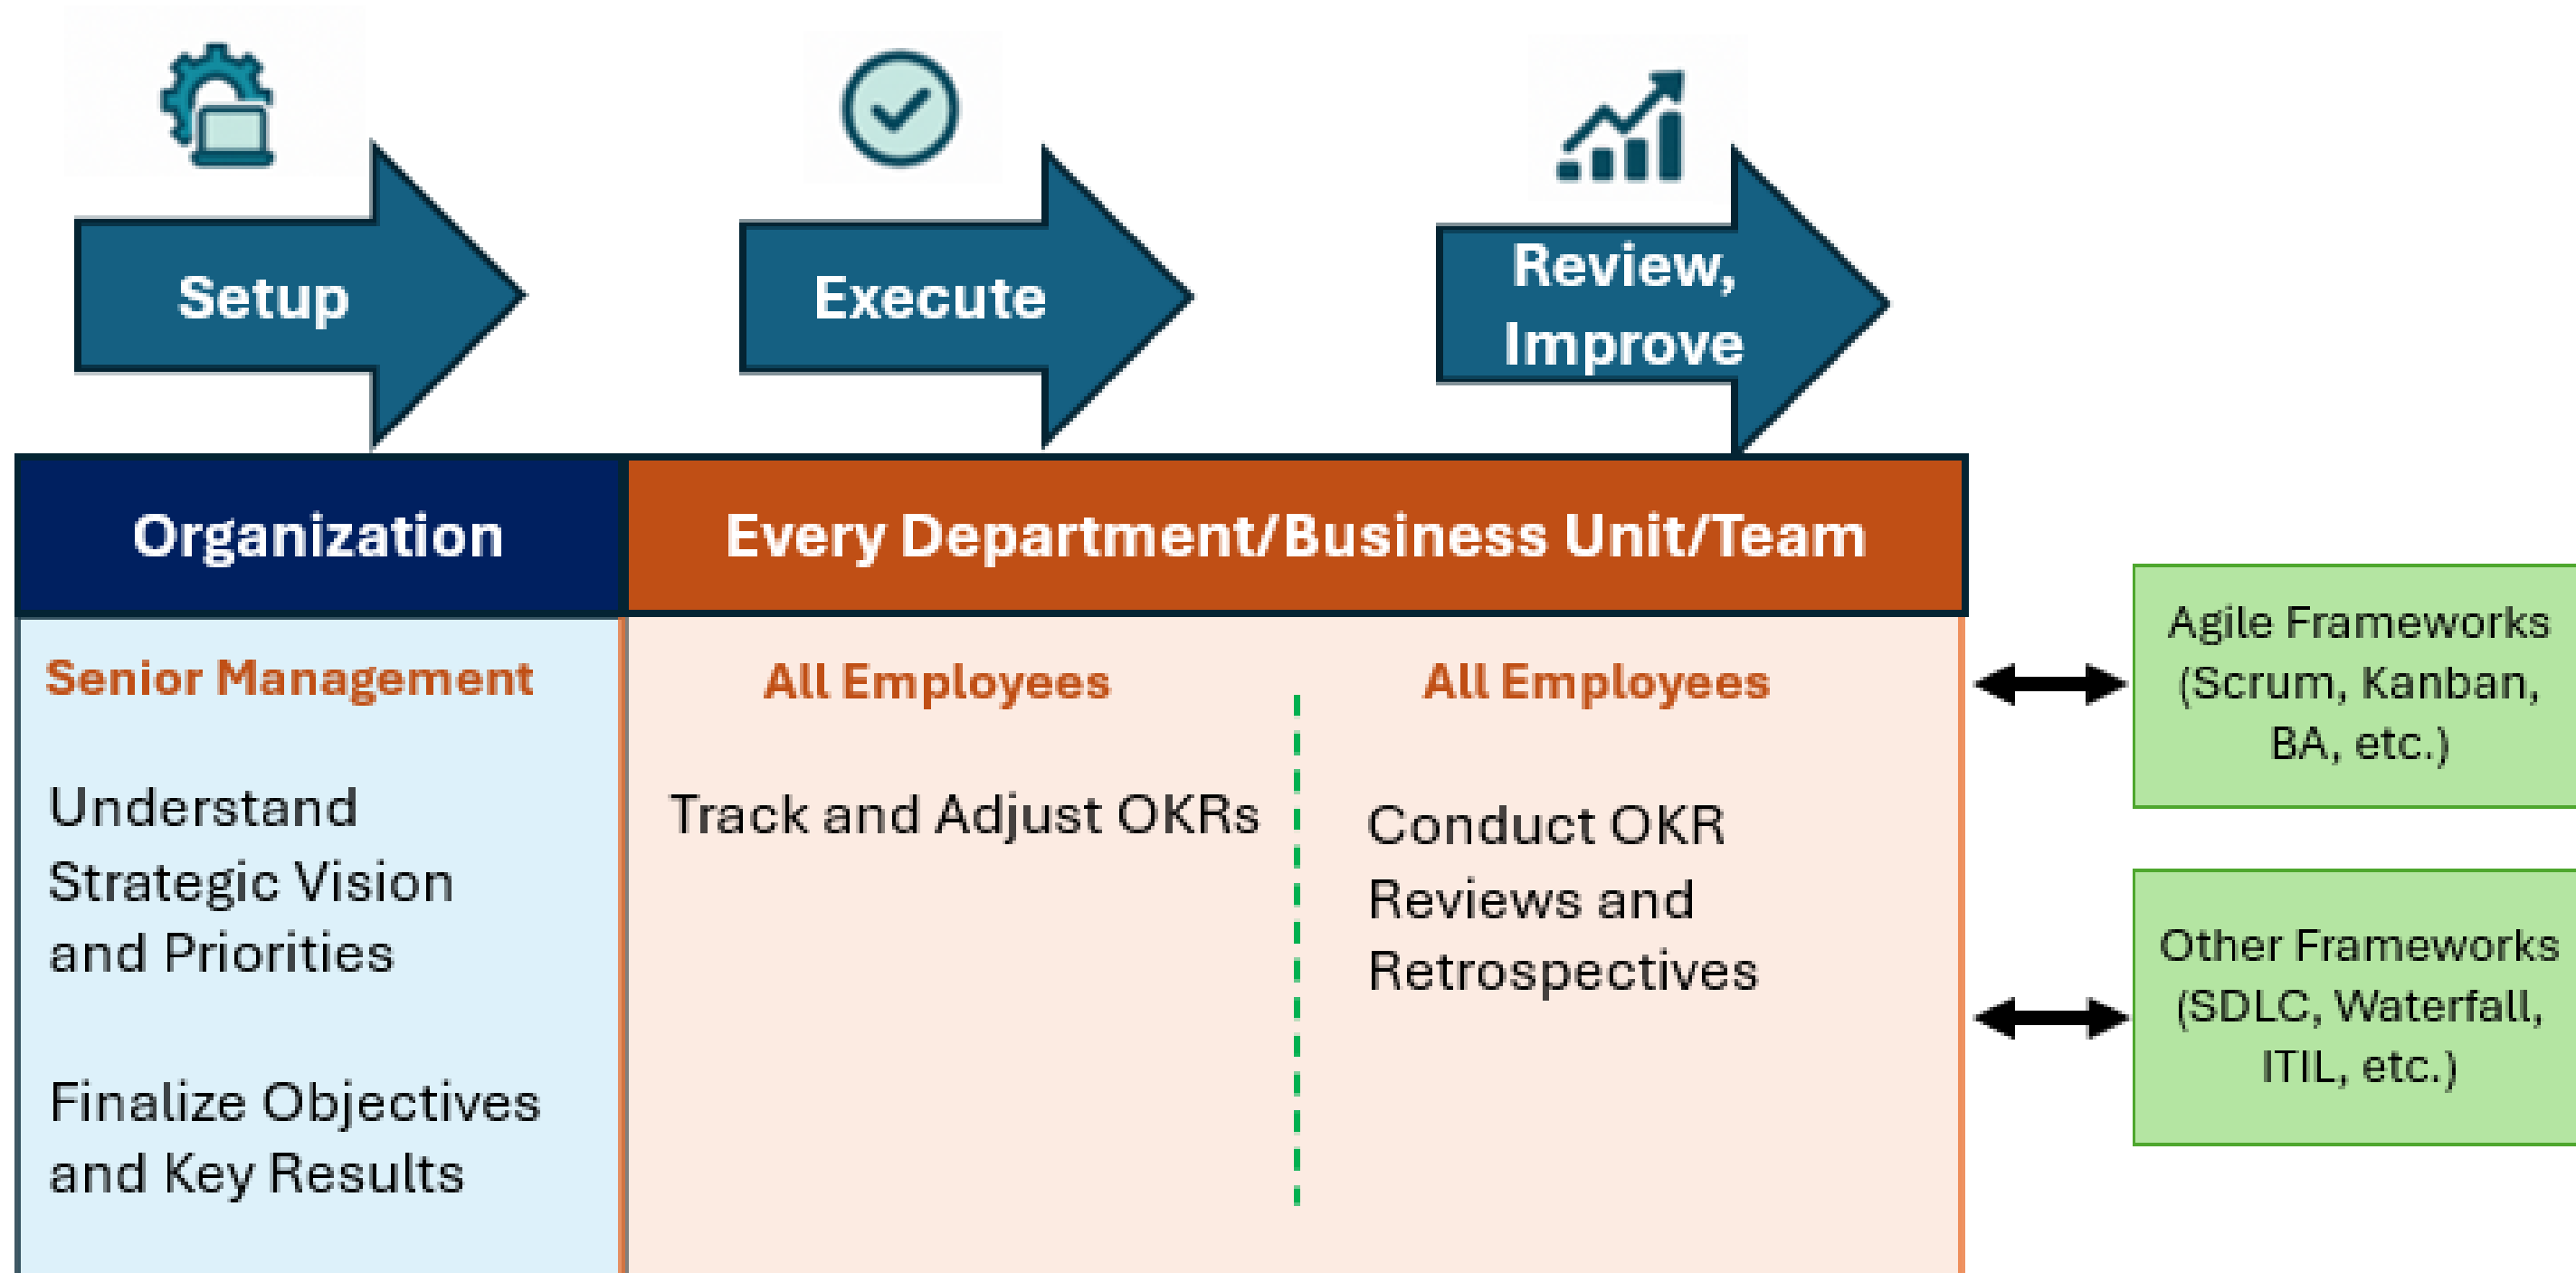 Setup
Execute
Review,
Improve
Organization
Every Department/Business Unit/Team
Senior Management
Understand
Strategic Vision
and Priorities
Finalize Objectives
and Key Results
All Employees
Track and Adjust OKRs
All Employees
Conduct OKR
Reviews and
Retrospectives
Agile Frameworks
(Scrum, Kanban,
BA, etc.)
Other Frameworks
(SDLC, Waterfall,
ITIL, etc.)